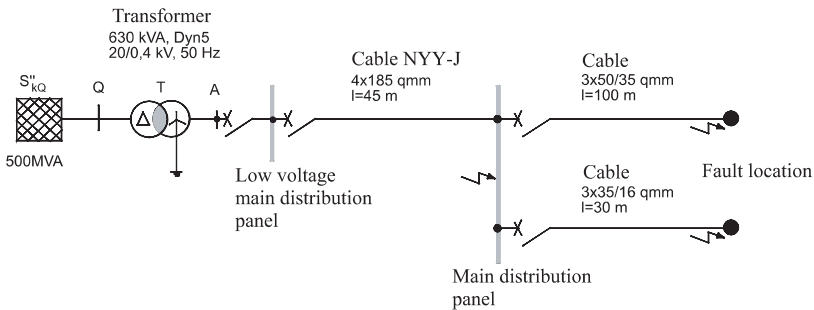 Transformer
630 kVA, Dyn5
20/0,4 kV, 50 Hz
S"kQ
Q
T
A
500MVA
Low voltage
main distribution
panel
Cable NYY-J
4x185 qmm
l=45 m
Cable
3x50/35 qmm
l=100 m
Cable
3x35/16 qmm
l=30 m
Fault location
Main distribution
panel